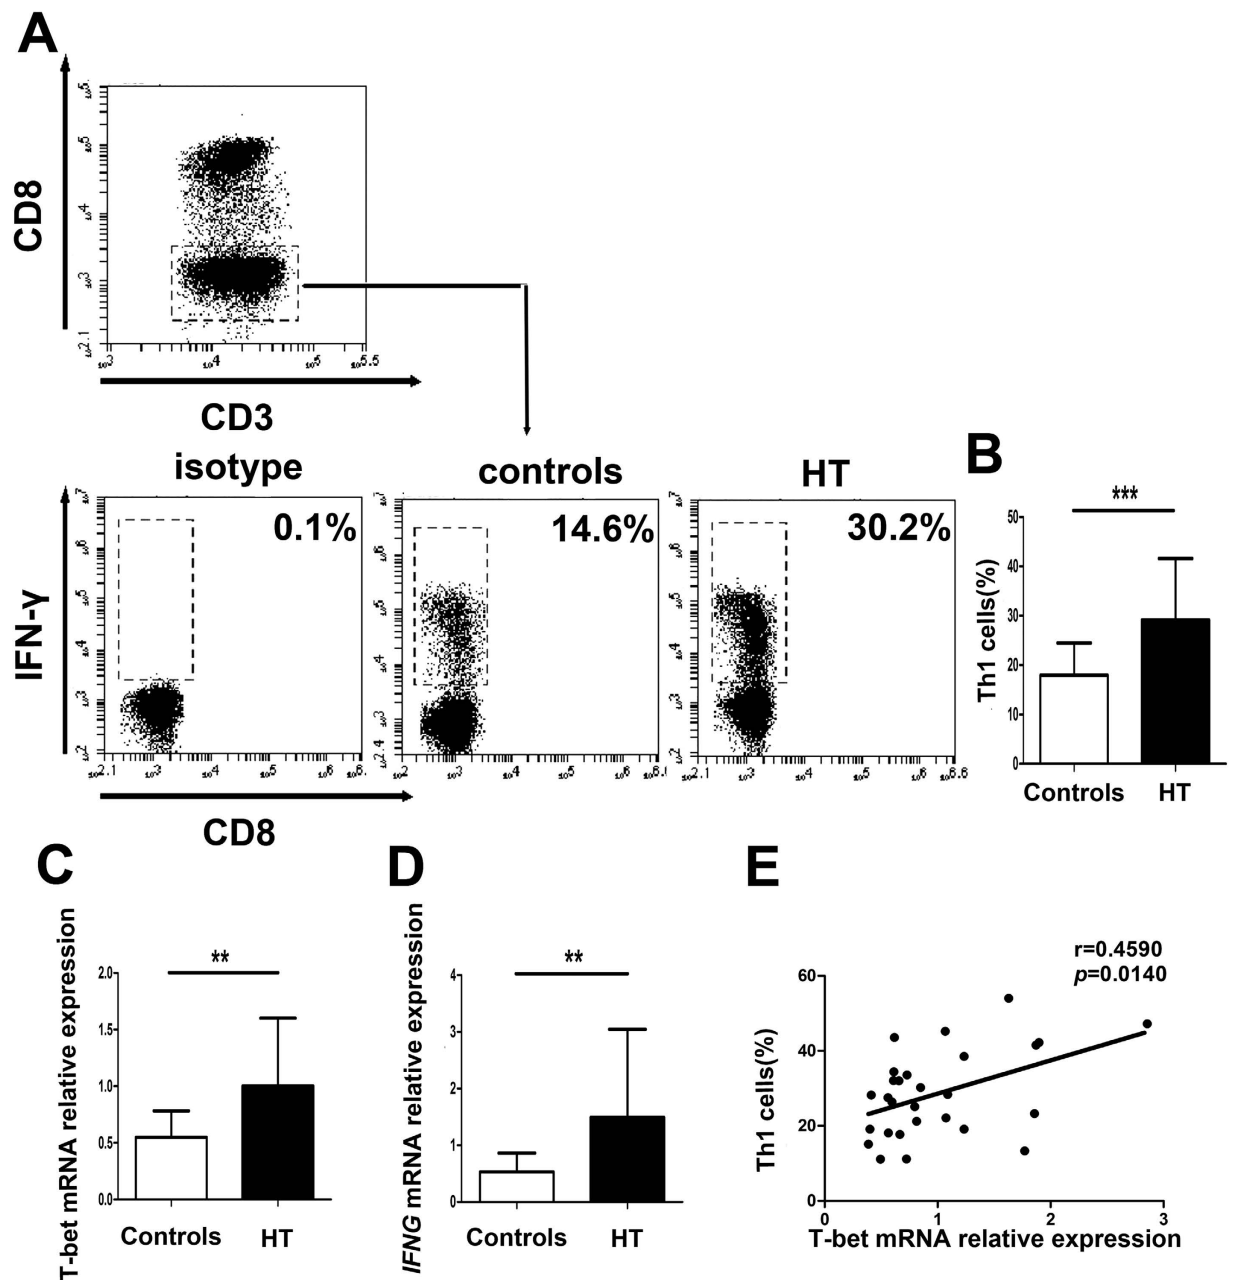 A
CD8
CD3
isotype
controls
HT
0.1%
14.6%
30.2%
IFN-γ
CD8
B
***
Th1 cells(%)
50
40
30
20
10
0
Controls
HT
C
**
T-bet mRNA relative expression
2.0
1.5
1.0
0.5
0.0
Controls
HT
D
**
IFNG mRNA relative expression
4
3
2
1
0
Controls
HT
E
r=0.4590
p=0.0140
Th1 cells(%)
60
40
20
0
0
1
2
3
T-bet mRNA relative expression